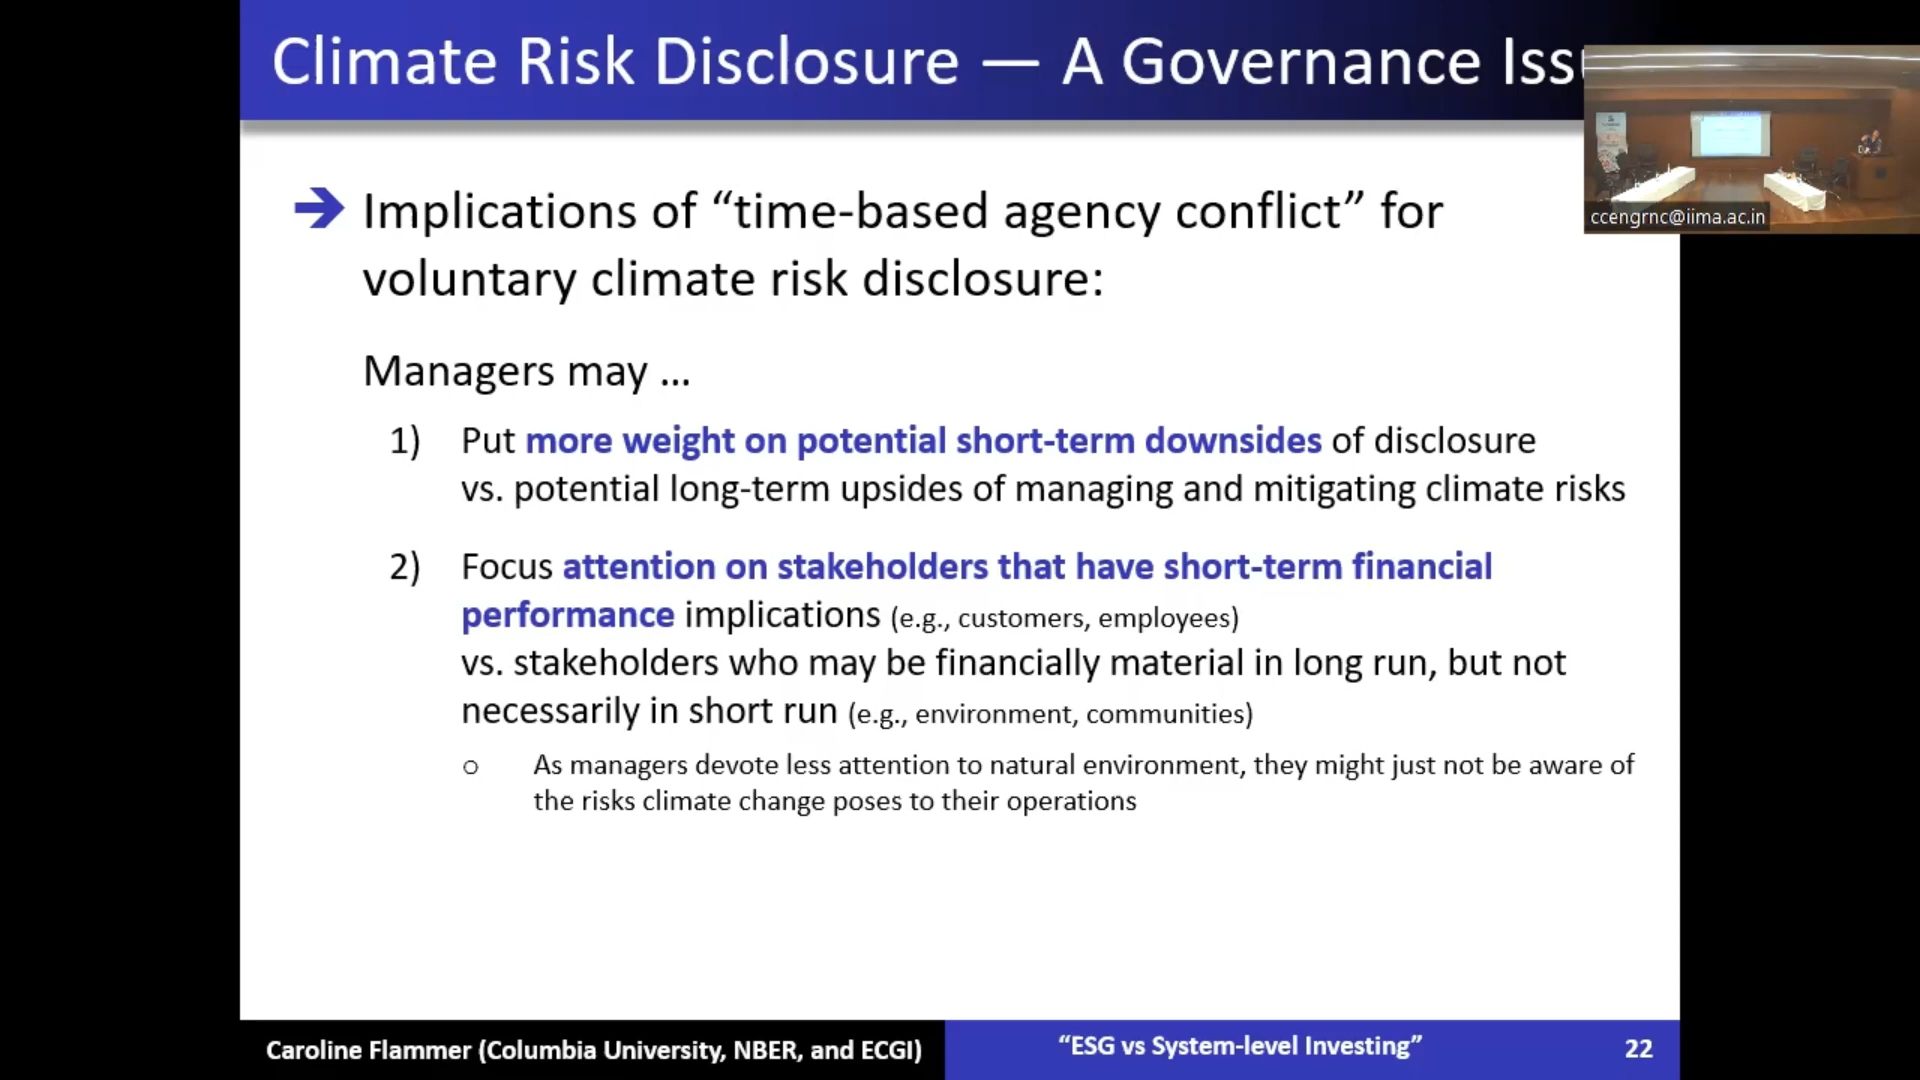 Climate Risk Disclosure — A Governance Iss
ccengrnc@iima.ac.in
Implications of “time-based agency conflict” for
voluntary climate risk disclosure:
Managers may ...
1) Put more weight on potential short-term downsides of disclosure
vs. potential long-term upsides of managing and mitigating climate risks
2) Focus attention on stakeholders that have short-term financial
performance implications (e.g., customers, employees)
vs. stakeholders who may be financially material in long run, but not
necessarily in short run (e.g., environment, communities)
o As managers devote less attention to natural environment, they might just not be aware of
the risks climate change poses to their operations
Caroline Flammer (Columbia University, NBER, and ECGI)
“ESG vs System-level Investing”
22